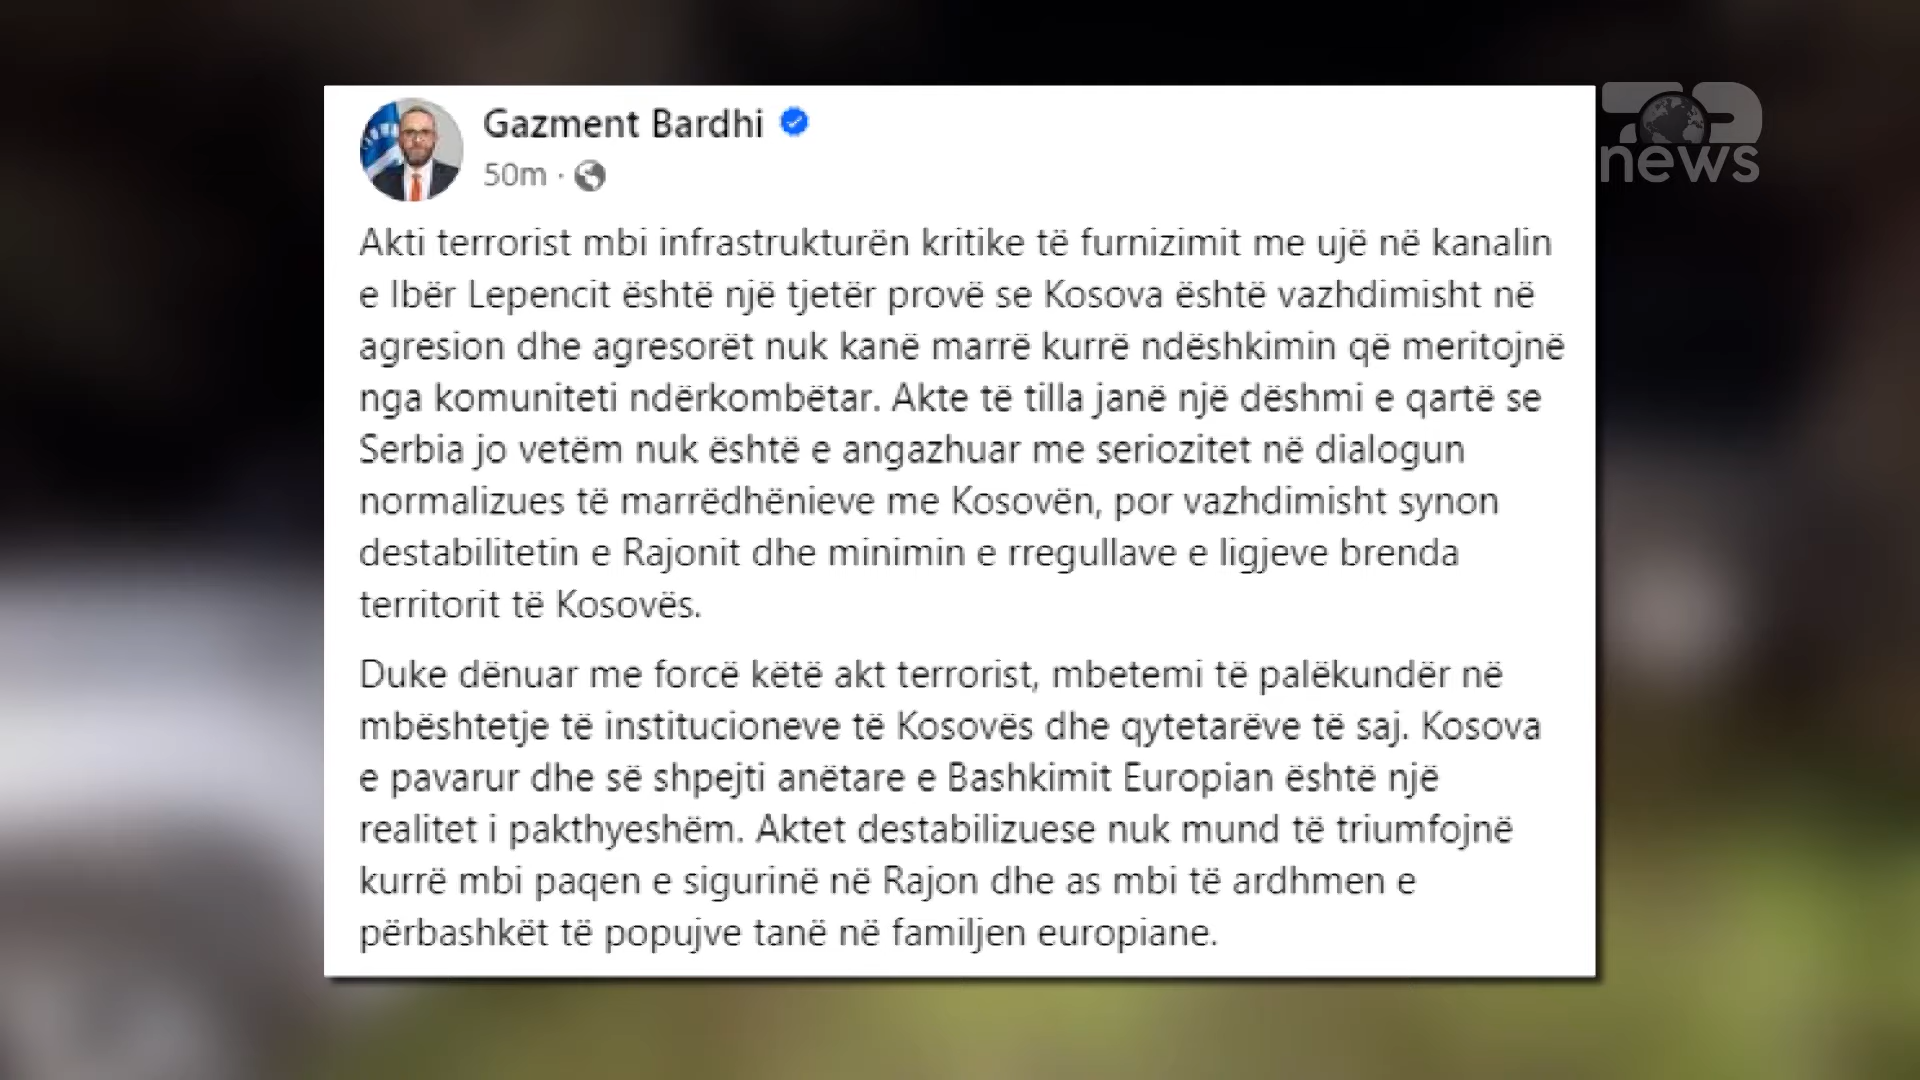 Gazment Bardhi
50m ·
Akti terrorist mbi infrastrukturën kritike të furnizimit me ujë në kanalin
e Ibër Lepencit është një tjetër provë se Kosova është vazhdimisht në
agresion dhe agresorët nuk kanë marrë kurrë ndëshkimin që meritojnë
nga komuniteti ndërkombëtar. Akte të tilla janë një dëshmi e qartë se
Serbia jo vetëm nuk është e angazhuar me seriozitet në dialogun
normalizues të marrëdhënieve me Kosovën, por vazhdimisht synon
destabilitetin e Rajonit dhe minimin e rregullave e ligjeve brenda
territorit të Kosovës.
Duke dënuar me forcë këtë akt terrorist, mbetemi të palëkundër në
mbështetje të institucioneve të Kosovës dhe qytetarëve të saj. Kosova
e pavarur dhe së shpejti anëtare e Bashkimit Europian është një
realitet i pakthyeshëm. Aktet destabilizuese nuk mund të triumfojnë
kurrë mbi paqen e sigurinë në Rajon dhe as mbi të ardhmen e
përbashkët të popujve tanë në familjen europiane.
TOP
news